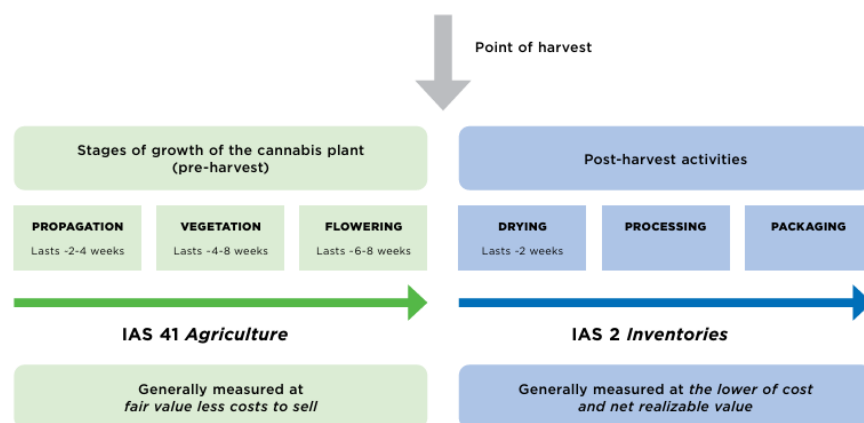 Point of harvest
Stages of growth of the cannabis plant
(pre-harvest)
Post-harvest activities
PROPAGATION
Lasts ~2-4 weeks
VEGETATION
Lasts ~4-8 weeks
FLOWERING
Lasts ~6-8 weeks
DRYING
Lasts ~2 weeks
PROCESSING
PACKAGING
IAS 41 Agriculture
IAS 2 Inventories
Generally measured at
fair value less costs to sell
Generally measured at the lower of cost
and net realizable value